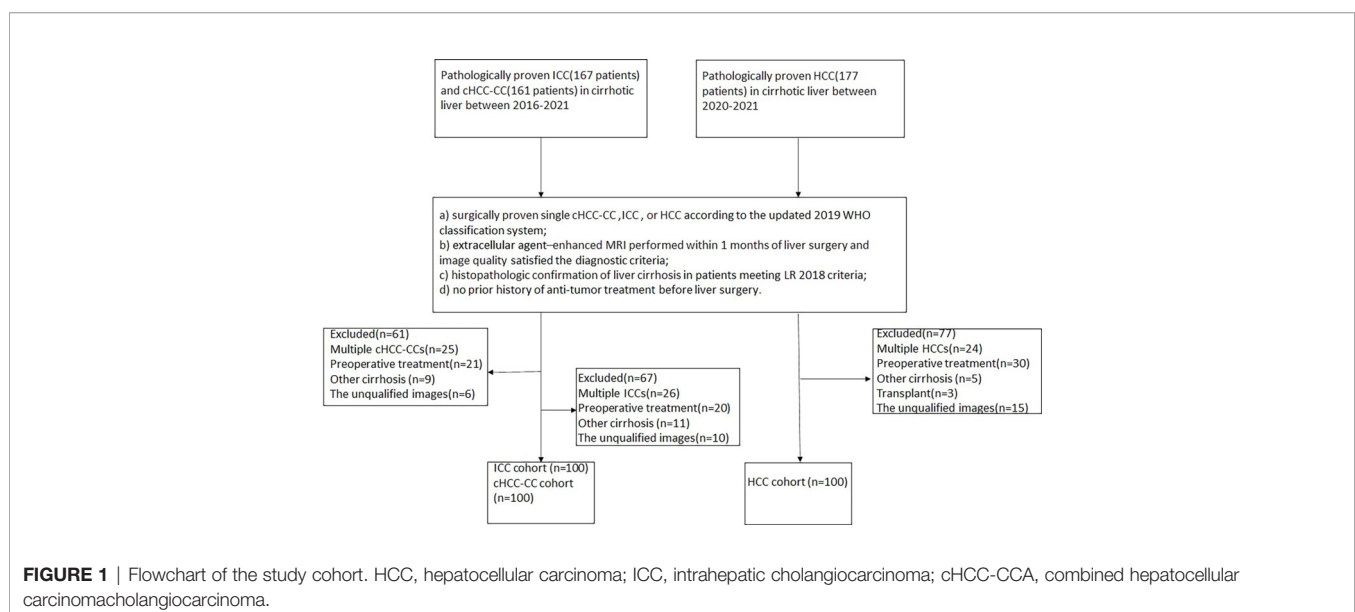 Pathologically proven ICC(167 patients)
and cHCC-CC(161 patients) in cirrhotic
liver between 2016-2021
Pathologically proven HCC(177
patients) in cirrhotic liver between
2020-2021
a) surgically proven single cHCC-CC ,ICC , or HCC according to the updated 2019 WHO
classification system;
b) extracellular agent–enhanced MRI performed within 1 months of liver surgery and
image quality satisfied the diagnostic criteria;
c) histopathologic confirmation of liver cirrhosis in patients meeting LR 2018 criteria;
d) no prior history of anti-tumor treatment before liver surgery.
Excluded(n=61)
Multiple cHCC-CCs(n=25)
Preoperative treatment(n=21)
Other cirrhosis (n=9)
The unqualified images(n=6)
Excluded(n=67)
Multiple ICCs(n=26)
Preoperative treatment(n=20)
Other cirrhosis(n=11)
The unqualified images(n=10)
Excluded(n=77)
Multiple HCCs(n=24)
Preoperative treatment(n=30)
Other cirrhosis(n=5)
Transplant(n=3)
The unqualified images(n=15)
ICC cohort (n=100)
cHCC-CC cohort
(n=100)
HCC cohort (n=100)
FIGURE 1 | Flowchart of the study cohort. HCC, hepatocellular carcinoma; ICC, intrahepatic cholangiocarcinoma; cHCC-CCA, combined hepatocellular
carcinomacholangiocarcinoma.